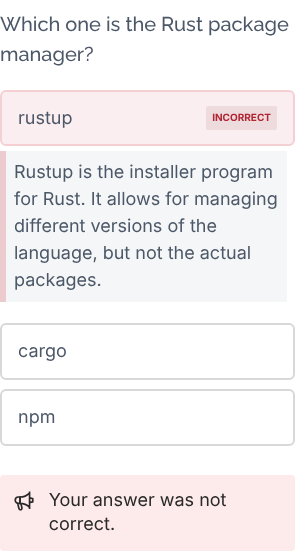 Which one is the Rust package
manager?
rustup
INCORRECT
Rustup is the installer program
for Rust. It allows for managing
different versions of the
language, but not the actual
packages.
cargo
npm
Your answer was not
correct.